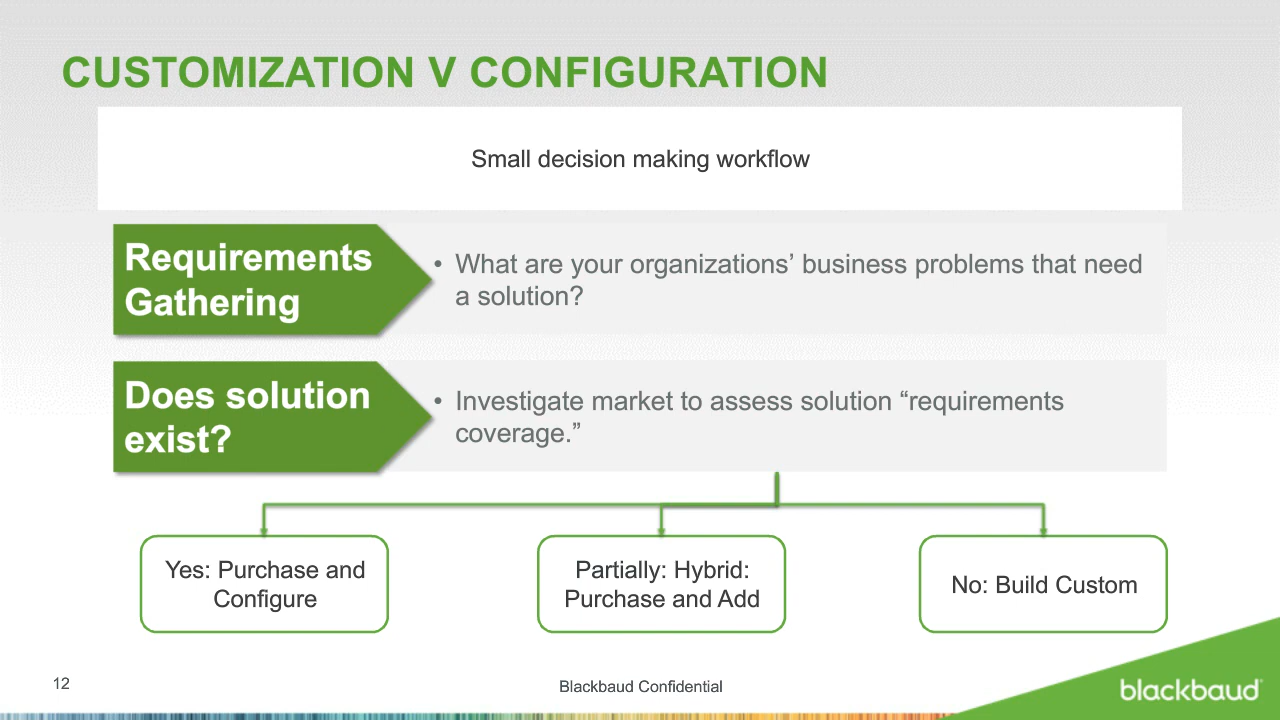 CUSTOMIZATION V CONFIGURATION
Small decision making workflow
Requirements
Gathering
• What are your organizations’ business problems that need
a solution?
Does solution
exist?
• Investigate market to assess solution “requirements
coverage.”
Yes: Purchase and
Configure
Partially: Hybrid:
Purchase and Add
No: Build Custom
12
Blackbaud Confidential
blackbaud